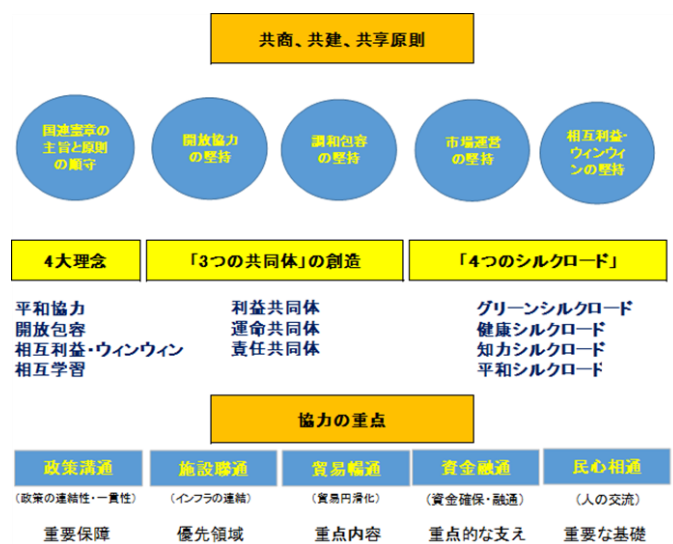 共商、共建、共享原則
国連憲章の
主旨と原則
の順守
開放協力
の堅持
調和包容
の堅持
市場運営
の堅持
相互利益・
ウィンウィ
ンの堅持
4大理念
「3つの共同体」の創造
「4つのシルクロード」
平和協力
開放包容
相互利益・ウィンウィン
相互学習
利益共同体
運命共同体
責任共同体
グリーンシルクロード
健康シルクロード
知力シルクロード
平和シルクロード
協力の重点
政策溝通
施設聯通
貿易暢通
資金融通
民心相通
(政策の連結性・一貫性)
(インフラの連結)
(貿易円滑化)
(資金確保・融通)
(人の交流)
重要保障
優先領域
重点内容
重点的な支え
重要な基礎